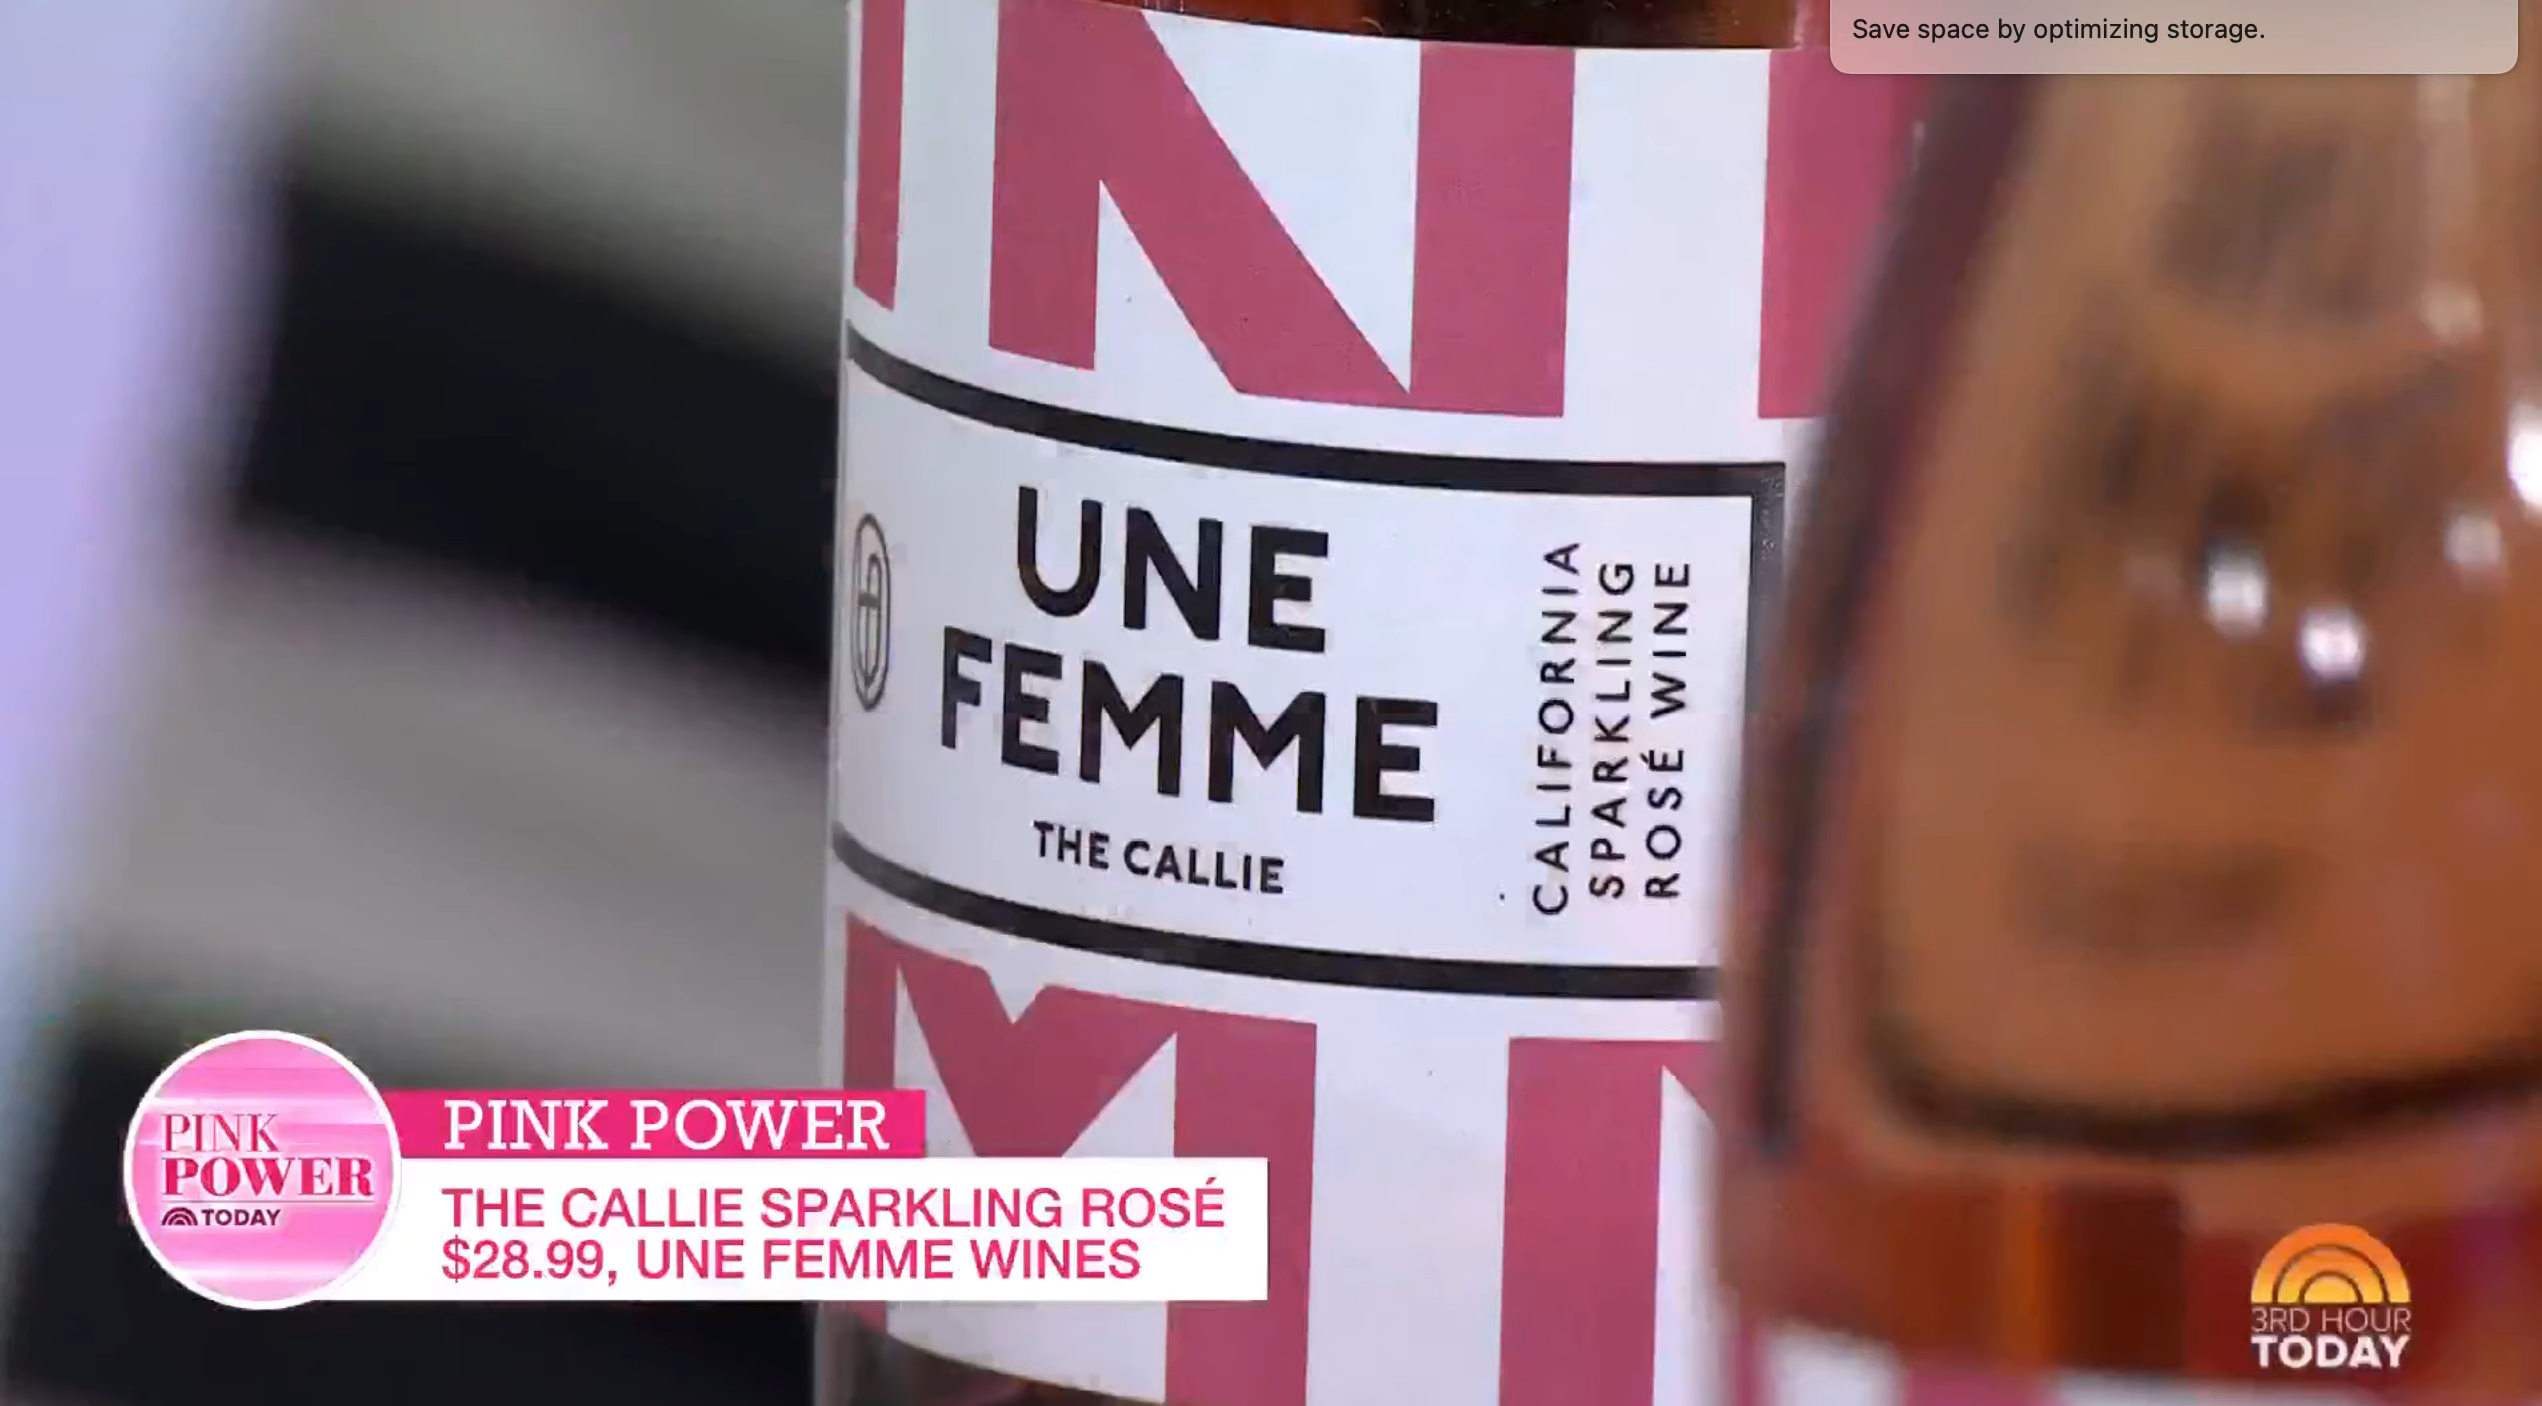 Save space by optimizing storage.
UNE
FEMME
THE CALLIE
CALIFORNIA
SPARKLING
ROSÉ WINE
PINK
POWER
TODAY
PINK POWER
THE CALLIE SPARKLING ROSÉ
$28.99, UNE FEMME WINES
3RD HOUR
TODAY